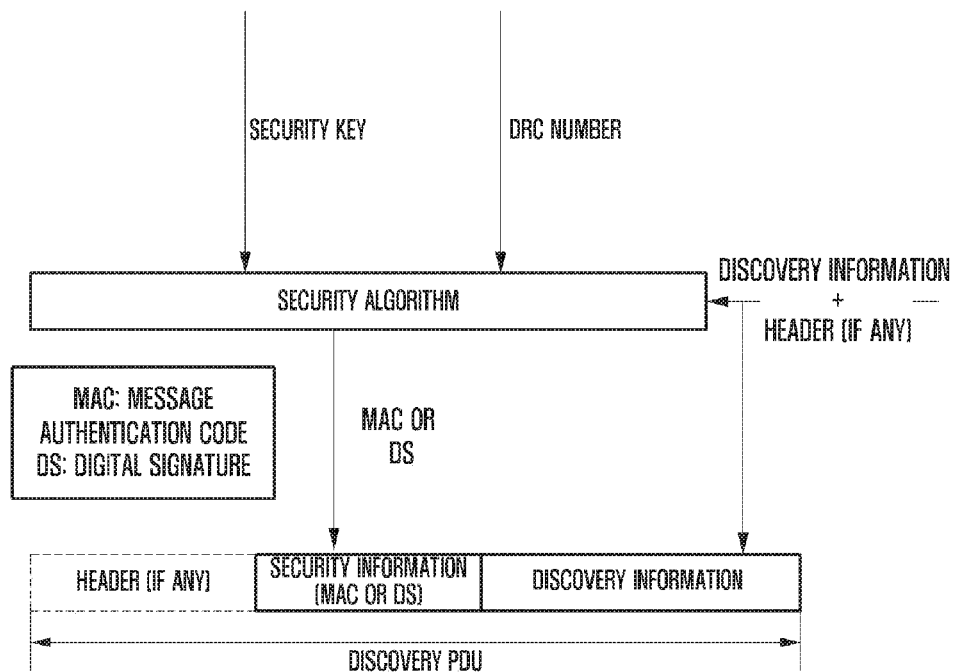 SECURITY KEY
DRC NUMBER
DISCOVERY INFORMATION
+
HEADER (IF ANY)
SECURITY ALGORITHM
MAC: MESSAGE
AUTHENTICATION CODE
DS: DIGITAL SIGNATURE
MAC OR
DS
HEADER (IF ANY)
SECURITY INFORMATION
(MAC OR DS)
DISCOVERY INFORMATION
DISCOVERY PDU